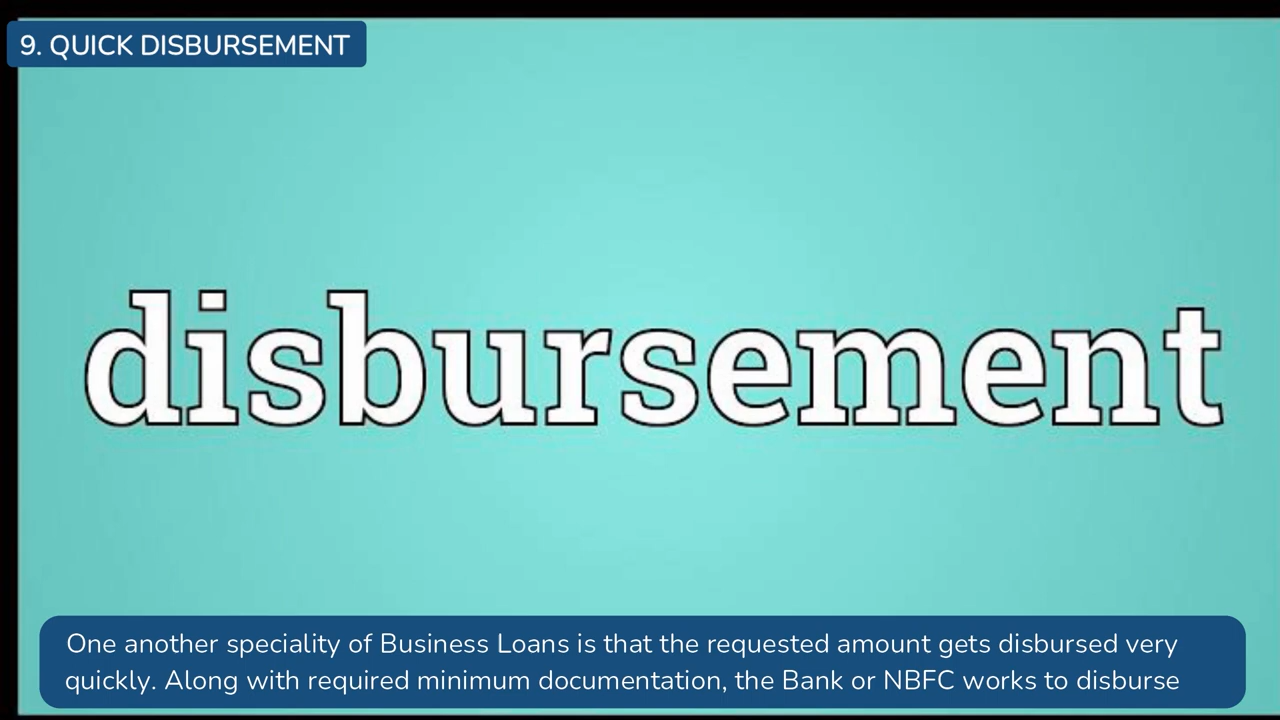 9. QUICK DISBURSEMENT
disbursement
One another speciality of Business Loans is that the requested amount gets disbursed very
quickly. Along with required minimum documentation, the Bank or NBFC works to disburse